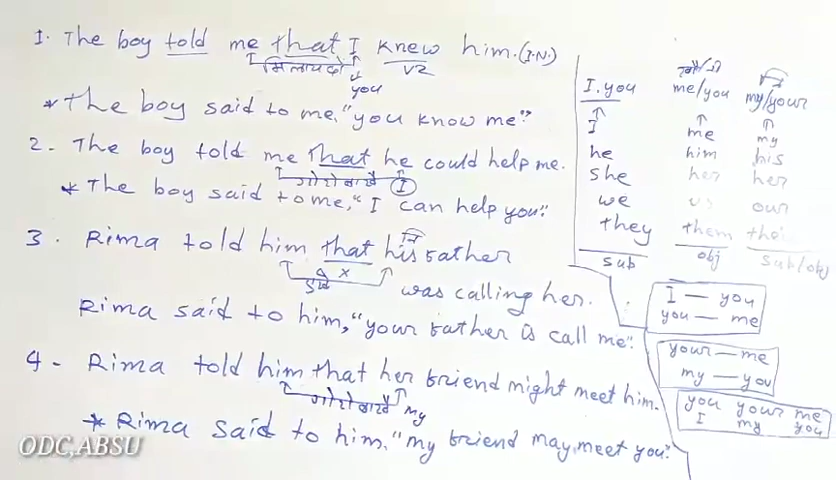 1. The boy told me that I knew him. (I.N.)
V2
you
* The boy said to me, "you know me".
2. The boy told me that he could help me.
I
* The boy said to me, "I can help you".
3. Rima told him that his father
x
was calling her.
Rima said to him, "your father is call me".
4- Rima told him that her friend might meet him.
my
* Rima said to him. "my friend may meet you".
I. you me/you my/your
I me my
he him his
she her her
we us our
they them
sub obj sub/obj
I — you
you — me
your — me
my — you
you your me
I my you
ODC,ABSU